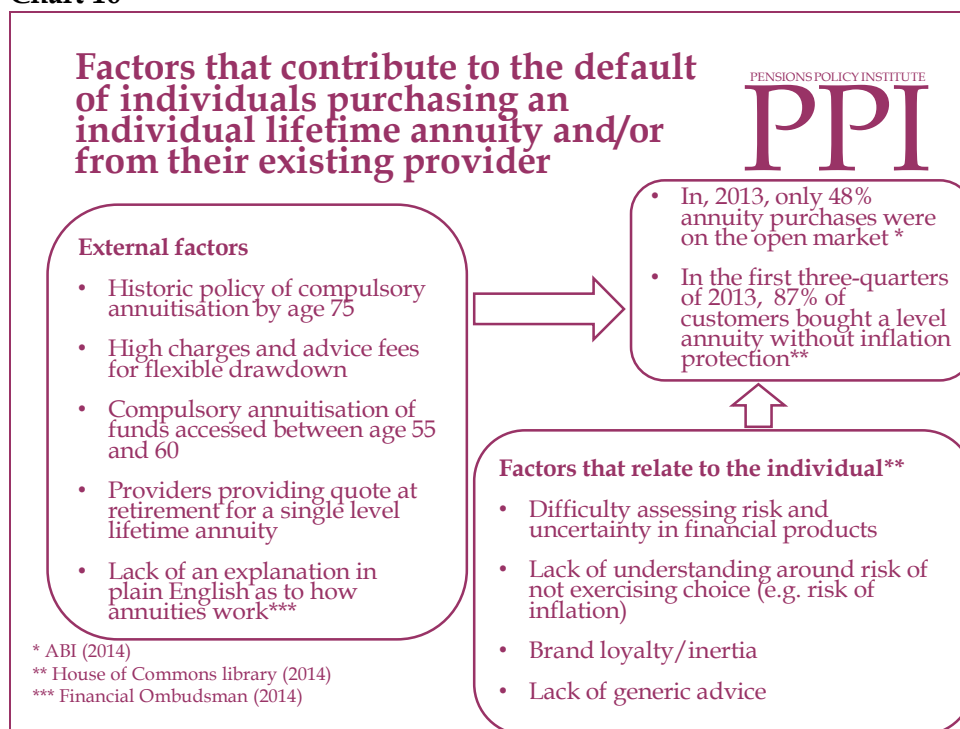 Factors that contribute to the default
of individuals purchasing an
individual lifetime annuity and/or
from their existing provider
PENSIONS POLICY INSTITUTE
PPI
External factors
• Historic policy of compulsory
annuitisation by age 75
• High charges and advice fees
for flexible drawdown
• Compulsory annuitisation of
funds accessed between age 55
and 60
• Providers providing quote at
retirement for a single level
lifetime annuity
• Lack of an explanation in
plain English as to how
annuities work***
• In, 2013, only 48%
annuity purchases were
on the open market *
• In the first three-quarters
of 2013, 87% of
customers bought a level
annuity without inflation
protection**
Factors that relate to the individual**
• Difficulty assessing risk and
uncertainty in financial products
• Lack of understanding around risk of
not exercising choice (e.g. risk of
inflation)
• Brand loyalty/inertia
• Lack of generic advice
* ABI (2014)
** House of Commons library (2014)
*** Financial Ombudsman (2014)